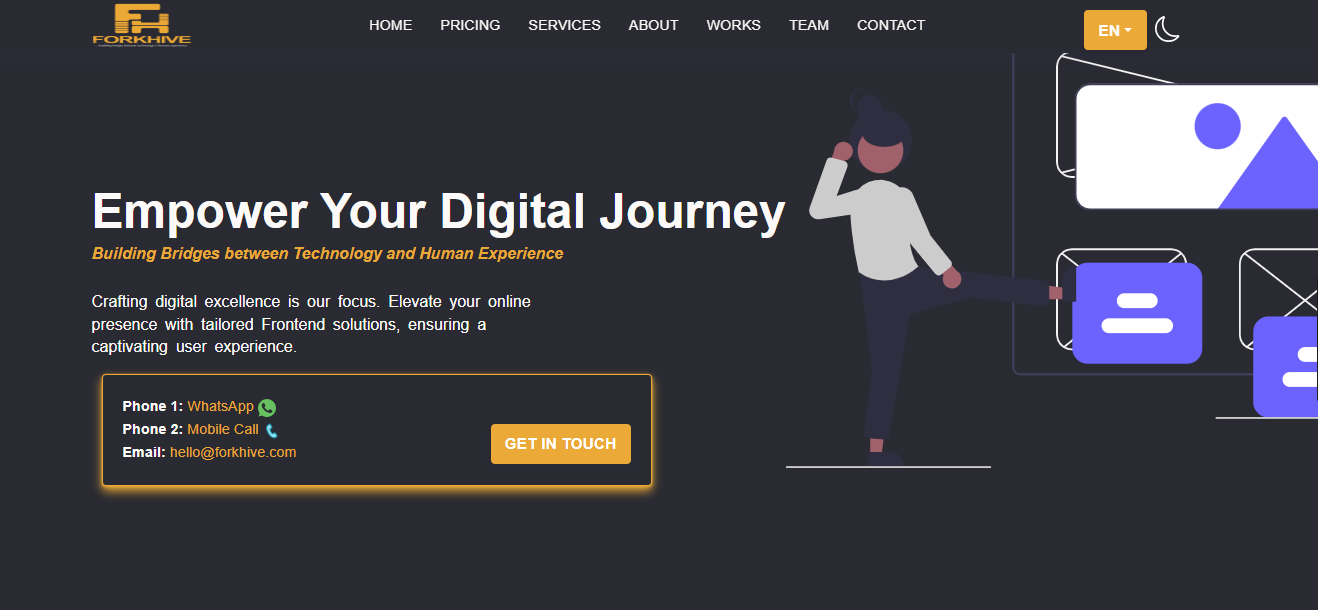 FORKHIVE
HOME PRICING SERVICES ABOUT WORKS TEAM CONTACT
EN
Empower Your Digital Journey
Building Bridges between Technology and Human Experience
Crafting digital excellence is our focus. Elevate your online
presence with tailored Frontend solutions, ensuring a
captivating user experience.
Phone 1: WhatsApp
Phone 2: Mobile Call
Email: hello@forkhive.com
GET IN TOUCH